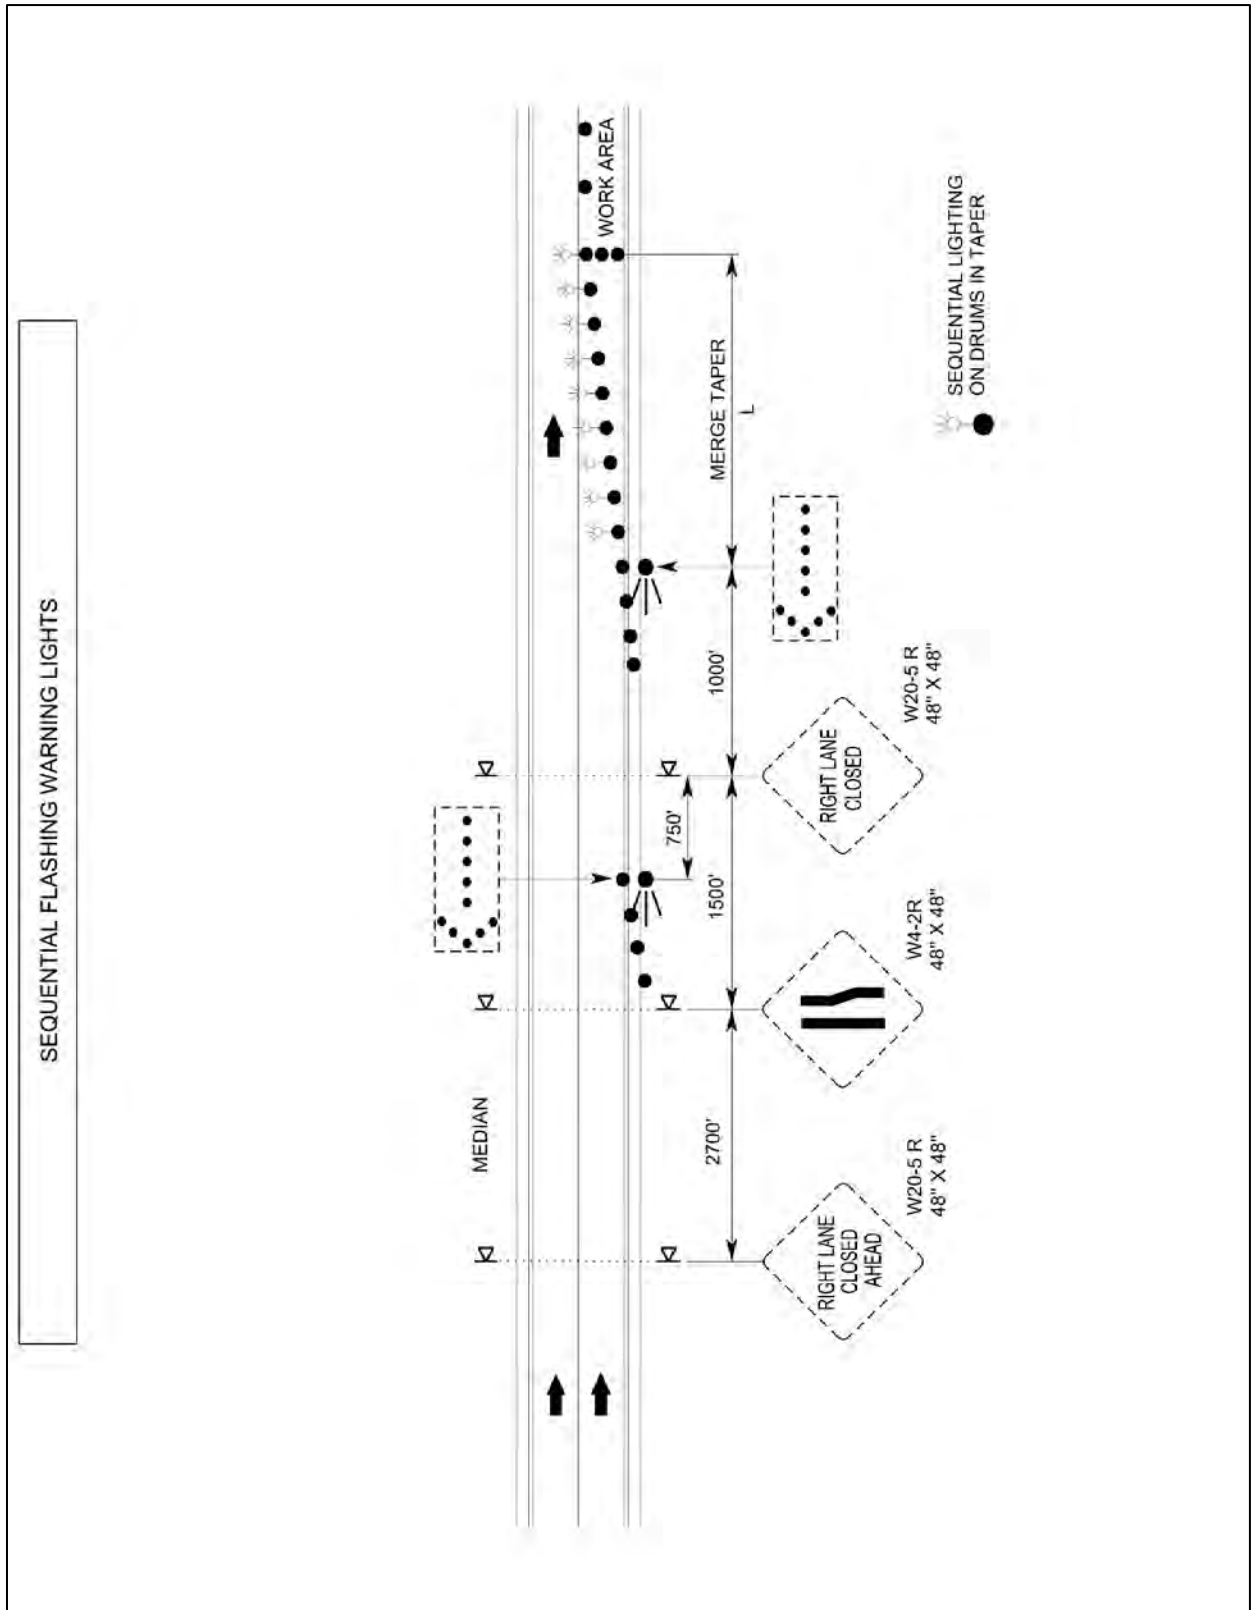 SEQUENTIAL FLASHING WARNING LIGHTS
MEDIAN
WORK AREA
750'
2700'
1500'
1000'
MERGE TAPER
L
RIGHT LANE
CLOSED
AHEAD
W20-5 R
48" X 48"
W4-2R
48" X 48"
RIGHT LANE
CLOSED
W20-5 R
48" X 48"
SEQUENTIAL LIGHTING
ON DRUMS IN TAPER